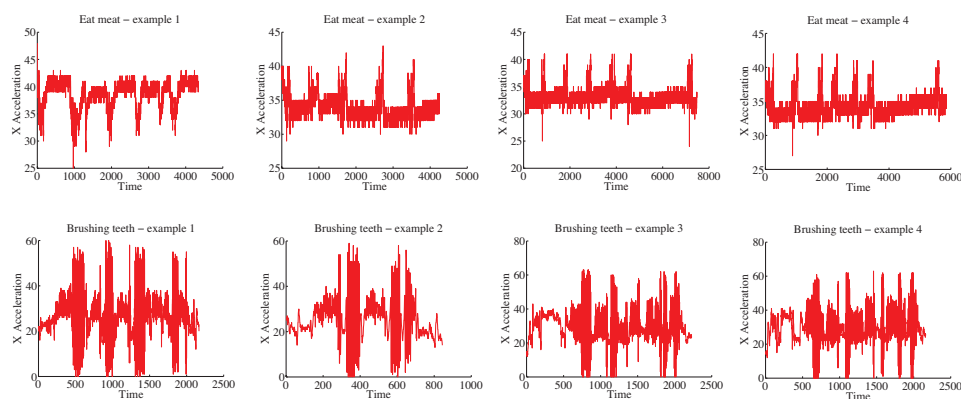 Eat meat – example 1
50
45
40
35
30
25
X Acceleration
0 1000 2000 3000 4000 5000
Time
Eat meat – example 2
45
40
35
30
25
X Acceleration
0 1000 2000 3000 4000 5000
Time
Eat meat – example 3
45
40
35
30
25
20
X Acceleration
0 2000 4000 6000 8000
Time
Eat meat – example 4
45
40
35
30
25
X Acceleration
0 2000 4000 6000
Time
Brushing teeth – example 1
60
40
20
0
X Acceleration
0 500 1000 1500 2000 2500
Time
Brushing teeth – example 2
60
40
20
0
X Acceleration
0 200 400 600 800 1000
Time
Brushing teeth – example 3
80
60
40
20
0
X Acceleration
0 500 1000 1500 2000 2500
Time
Brushing teeth – example 4
80
60
40
20
0
X Acceleration
0 500 1000 1500 2000 2500
Time